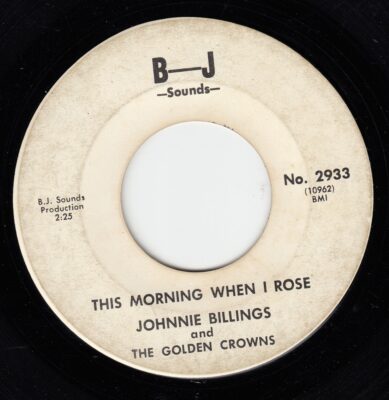 B—J
—Sounds—
No. 2933
(10962)
BMI
B.J. Sounds
Production
2:25
THIS MORNING WHEN I ROSE
JOHNNIE BILLINGS
and
THE GOLDEN CROWNS